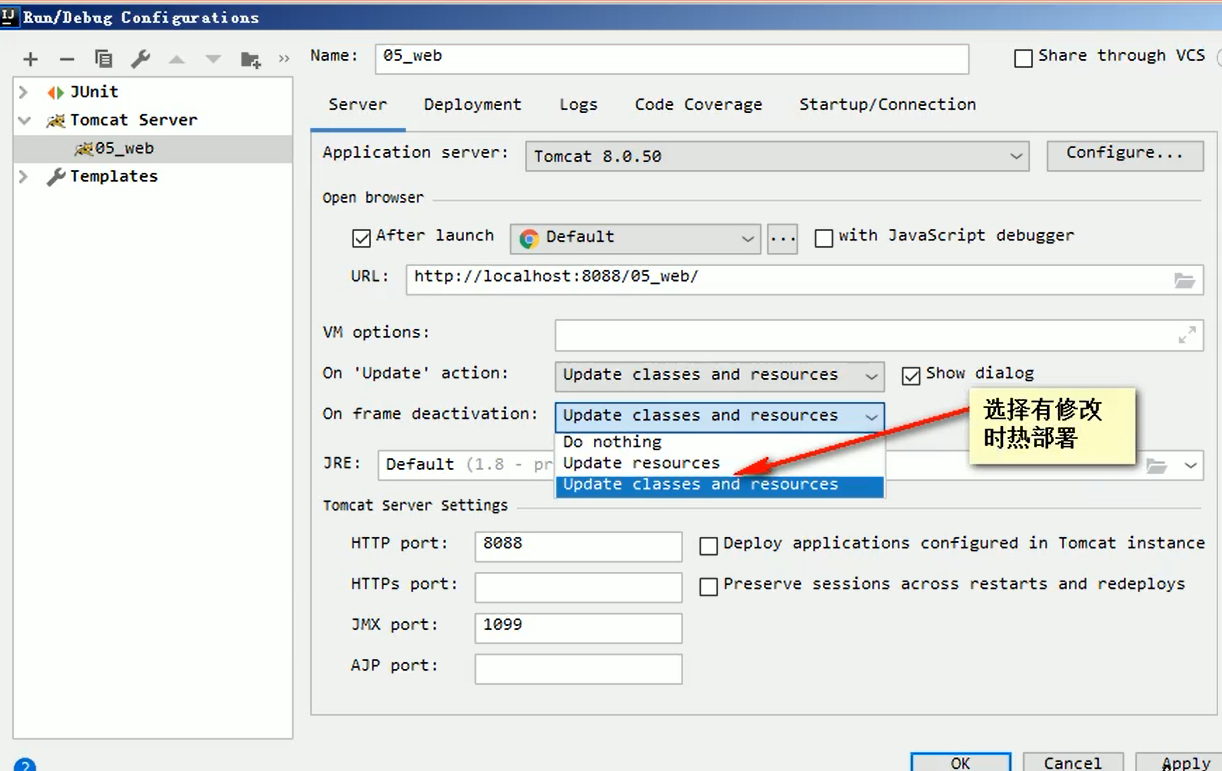 Run/Debug Configurations
Name: 05_web
Share through VCS
JUnit
Tomcat Server
05_web
Templates
Server Deployment Logs Code Coverage Startup/Connection
Application server: Tomcat 8.0.50 Configure...
Open browser
After launch Default ... with JavaScript debugger
URL: http://localhost:8088/05_web/
VM options:
On 'Update' action: Update classes and resources Show dialog
On frame deactivation: Update classes and resources
选择有修改
时热部署
Do nothing
Update resources
Update classes and resources
JRE: Default (1.8 - pr
Tomcat Server Settings
HTTP port: 8088 Deploy applications configured in Tomcat instance
HTTPs port: Preserve sessions across restarts and redeploys
JMX port: 1099
AJP port:
? OK Cancel Apply